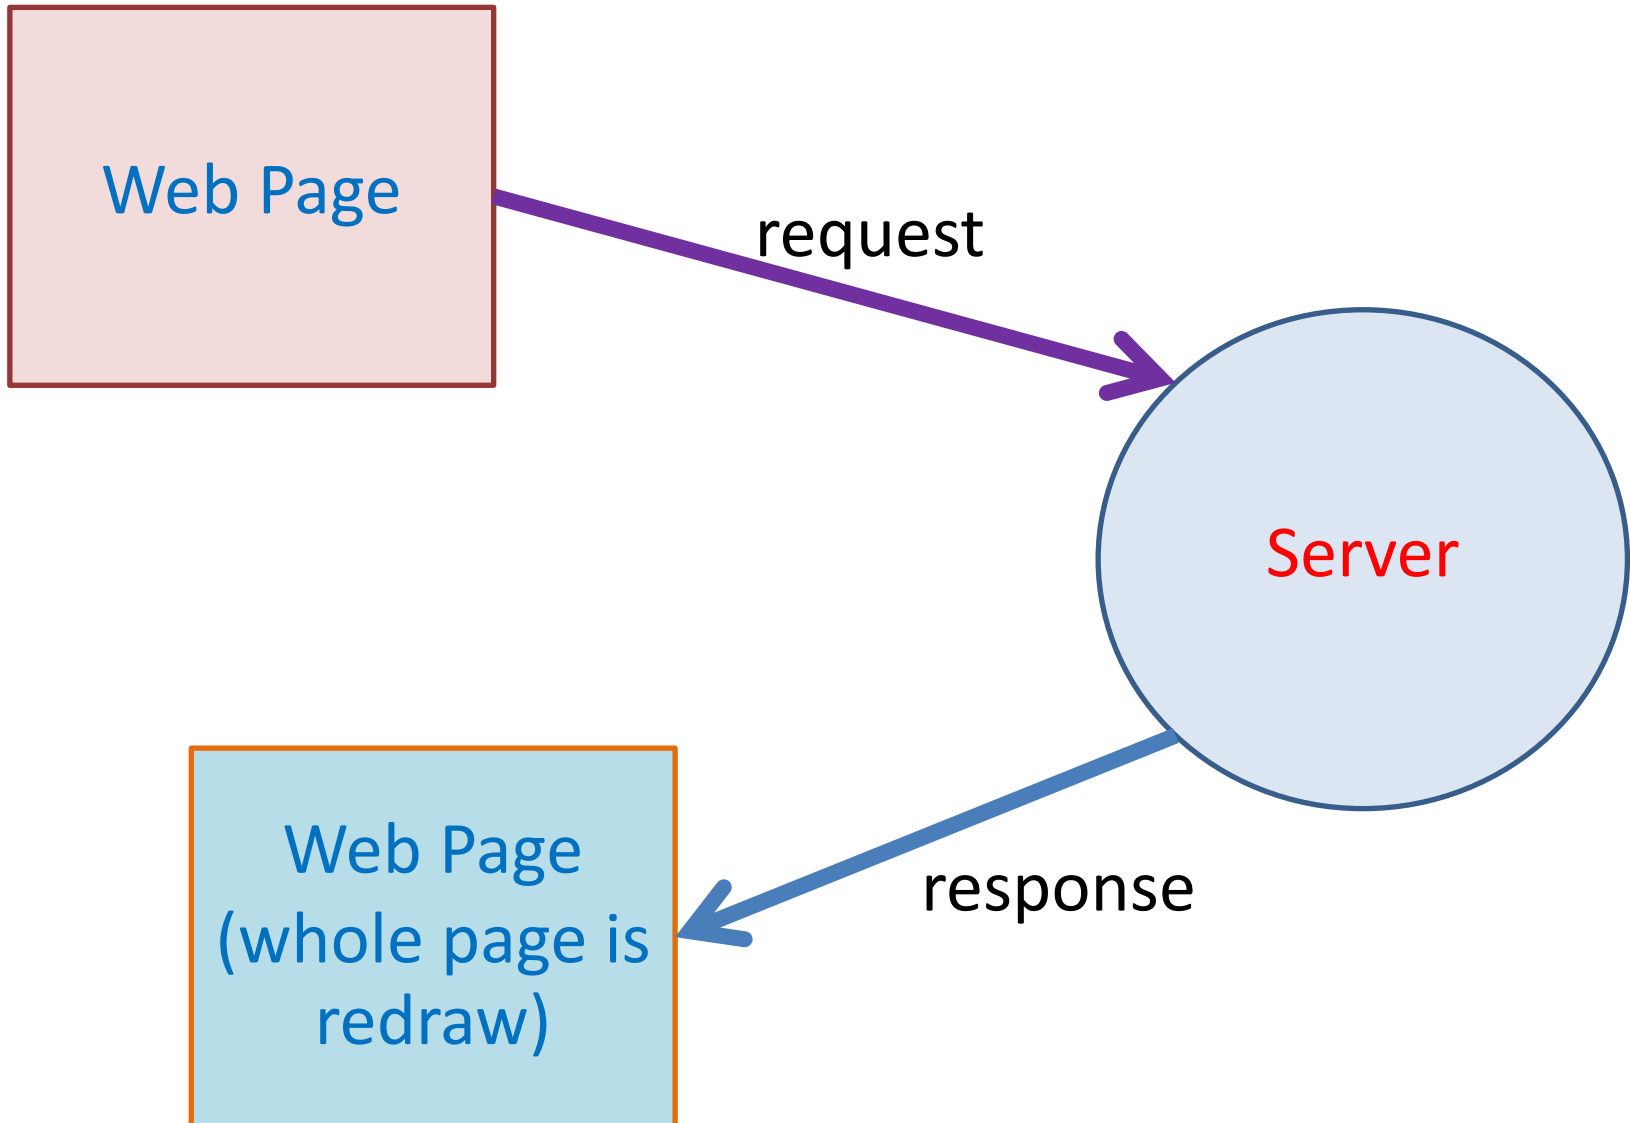 Web Page
request
Server
response
Web Page
(whole page is
redraw)